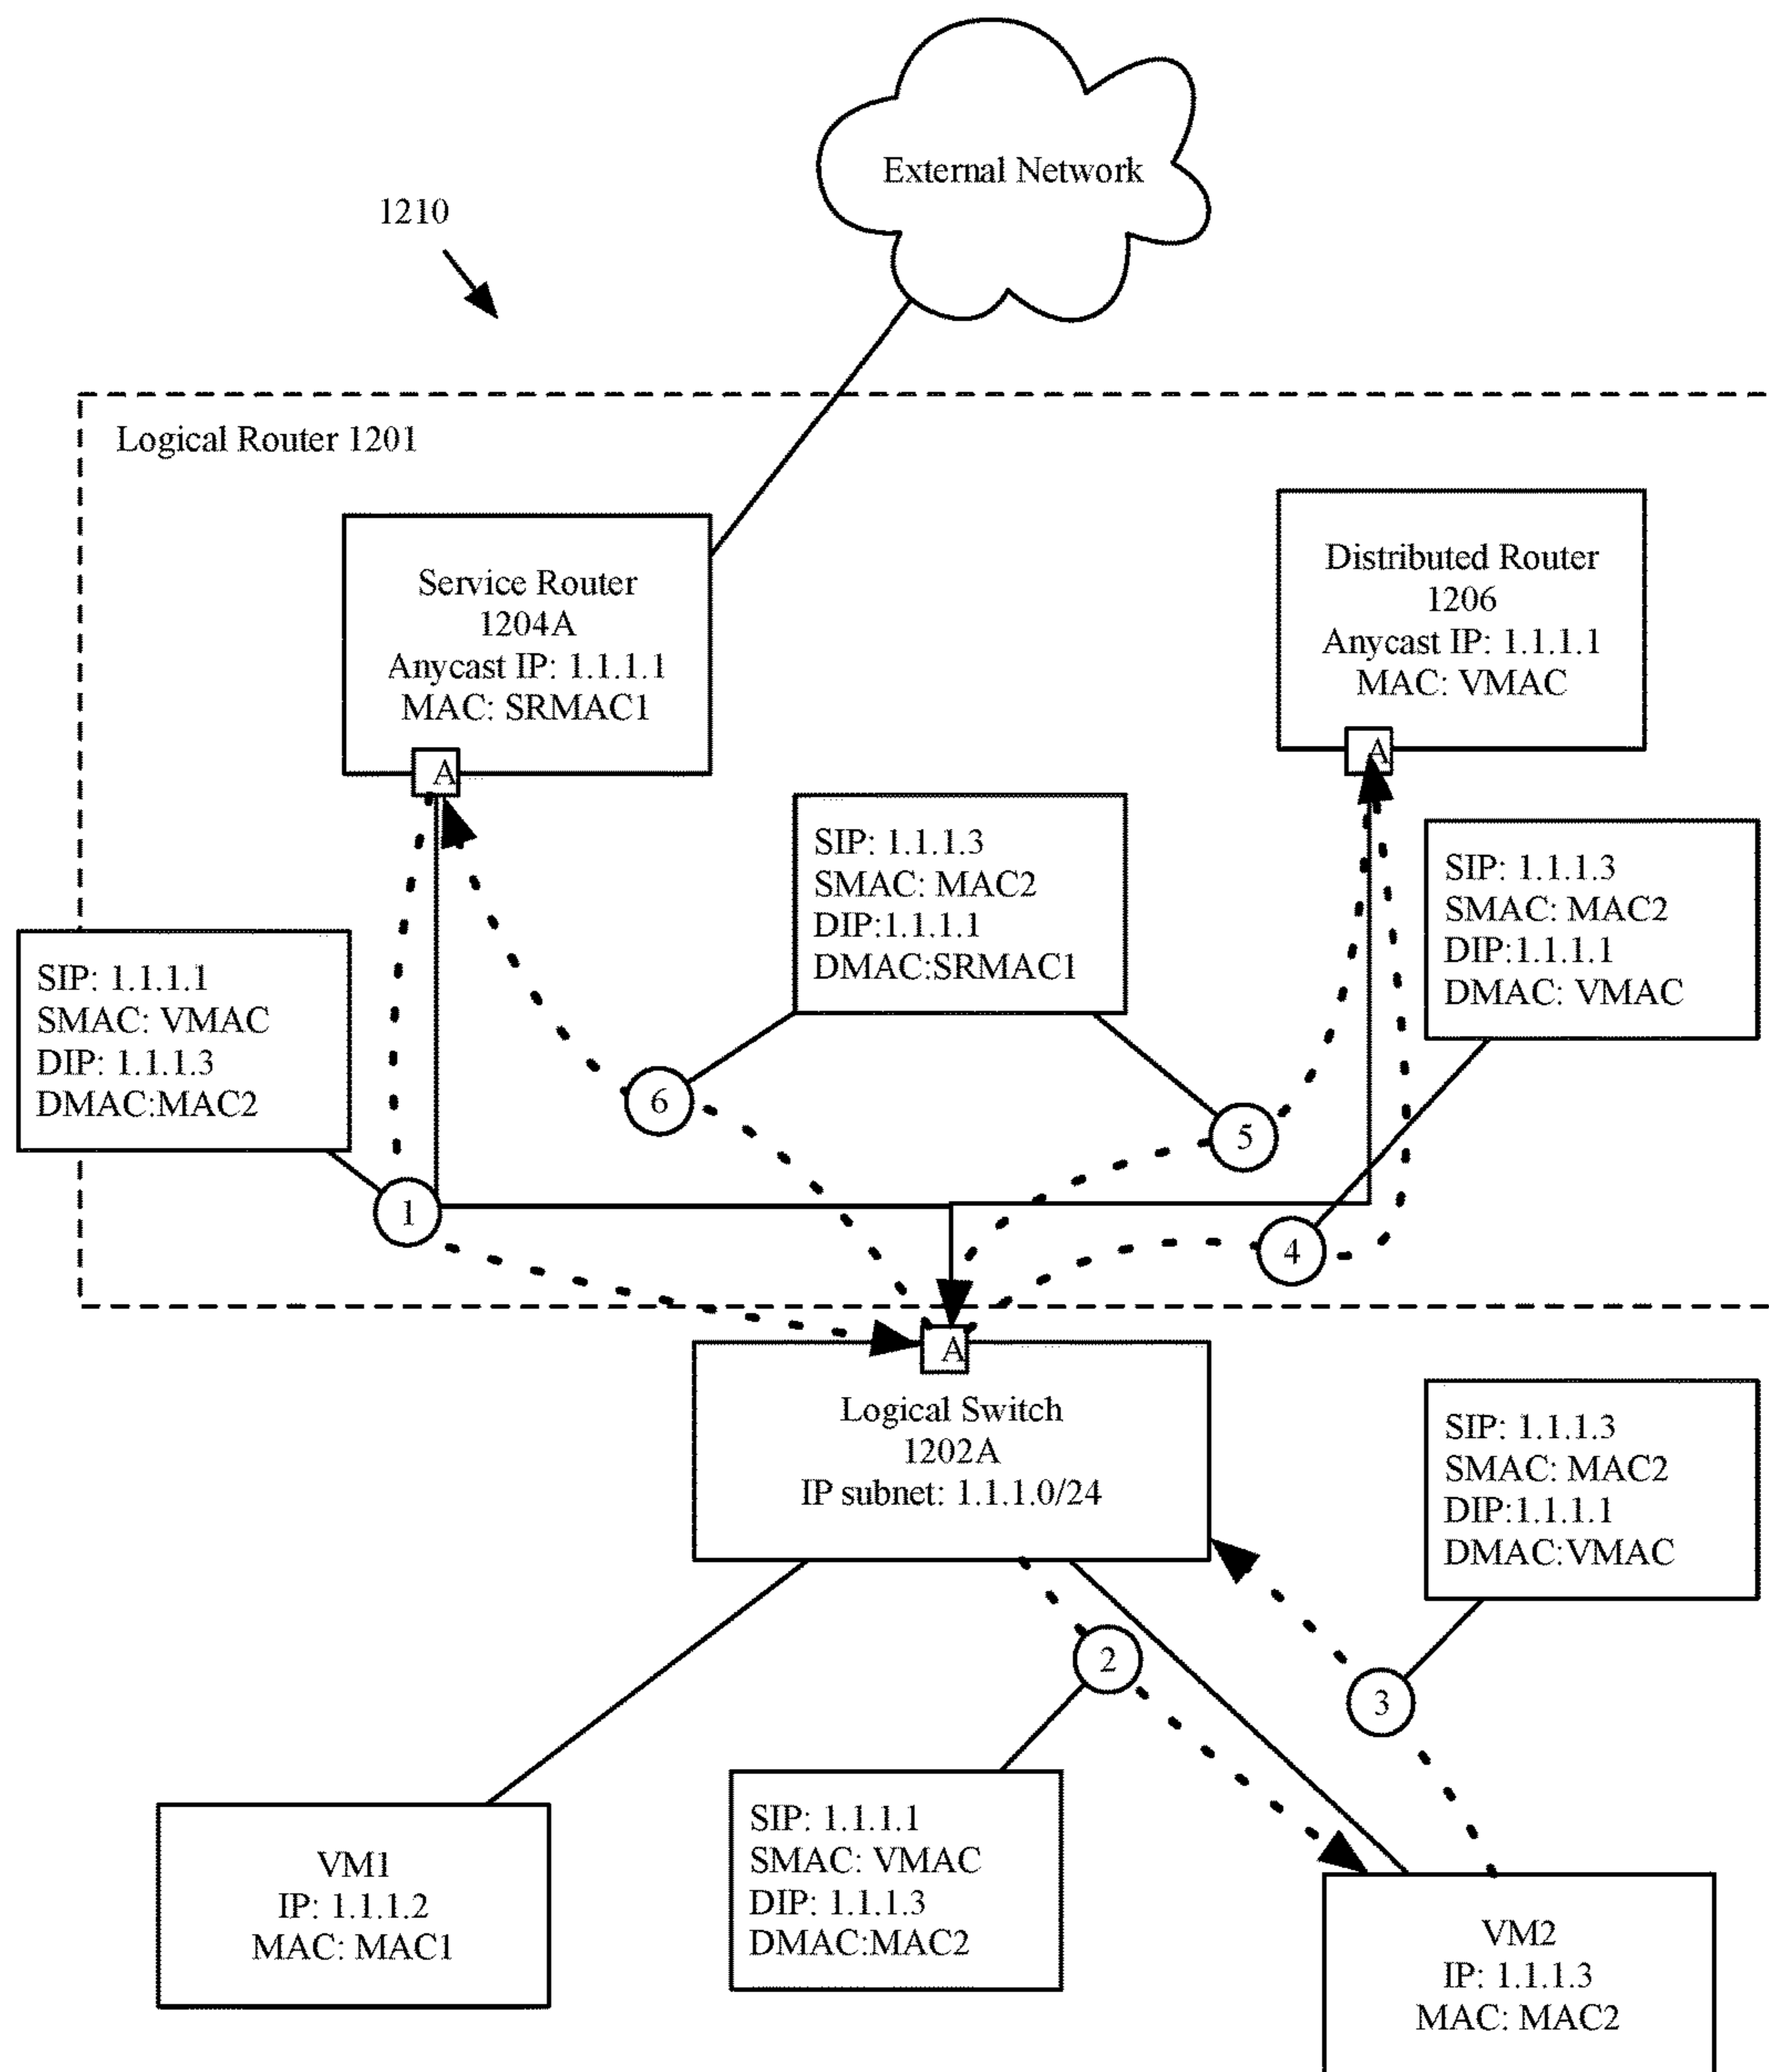 External Network
1210
Logical Router 1201
Service Router
1204A
Anycast IP: 1.1.1.1
MAC: SRMAC1
A
Distributed Router
1206
Anycast IP: 1.1.1.1
MAC: VMAC
A
SIP: 1.1.1.3
SMAC: MAC2
DIP:1.1.1.1
DMAC:SRMAC1
SIP: 1.1.1.3
SMAC: MAC2
DIP:1.1.1.1
DMAC: VMAC
SIP: 1.1.1.1
SMAC: VMAC
DIP: 1.1.1.3
DMAC:MAC2
6
5
1
4
A
Logical Switch
1202A
IP subnet: 1.1.1.0/24
SIP: 1.1.1.3
SMAC: MAC2
DIP:1.1.1.1
DMAC:VMAC
2
3
VM1
IP: 1.1.1.2
MAC: MAC1
SIP: 1.1.1.1
SMAC: VMAC
DIP: 1.1.1.3
DMAC:MAC2
VM2
IP: 1.1.1.3
MAC: MAC2